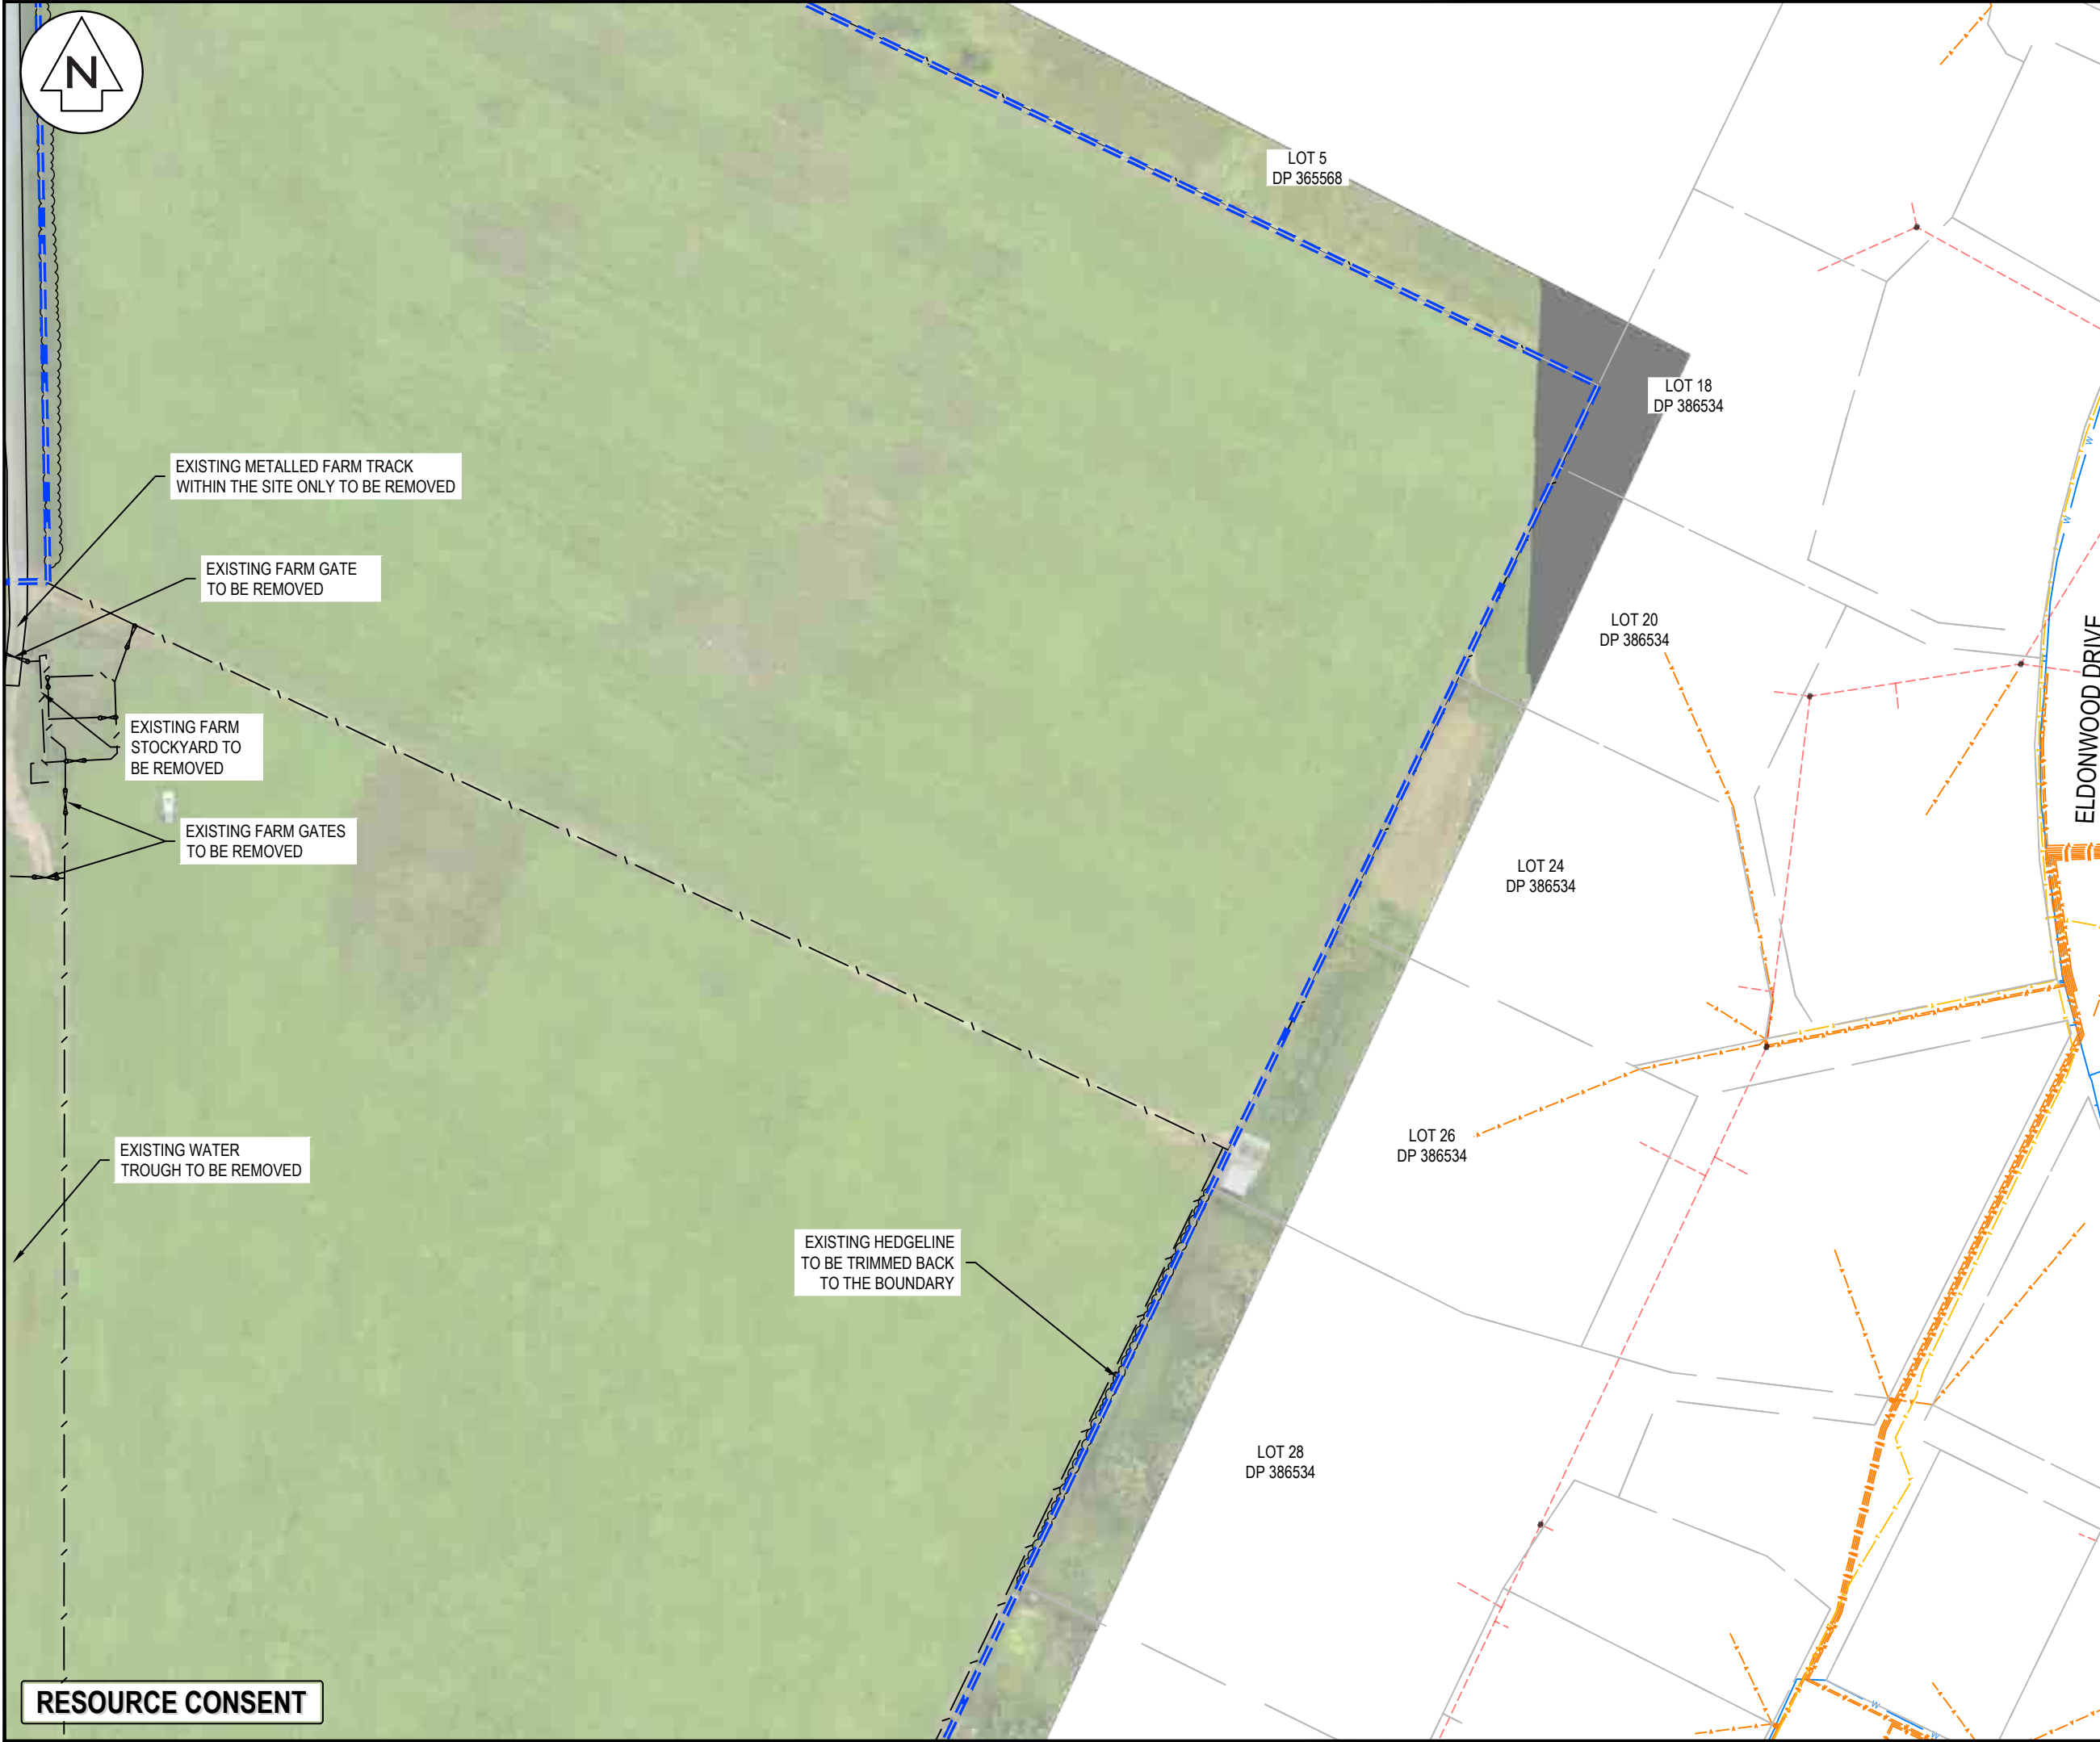 N
LOT 5
DP 365568
LOT 18
DP 386534
EXISTING METALLED FARM TRACK
WITHIN THE SITE ONLY TO BE REMOVED
EXISTING FARM GATE
TO BE REMOVED
LOT 20
DP 386534
ELDONWOOD DRIVE
EXISTING FARM
STOCKYARD TO
BE REMOVED
EXISTING FARM GATES
TO BE REMOVED
LOT 24
DP 386534
LOT 26
DP 386534
EXISTING WATER
TROUGH TO BE REMOVED
EXISTING HEDGELINE
TO BE TRIMMED BACK
TO THE BOUNDARY
LOT 28
DP 386534
W
W
W
W
RESOURCE CONSENT